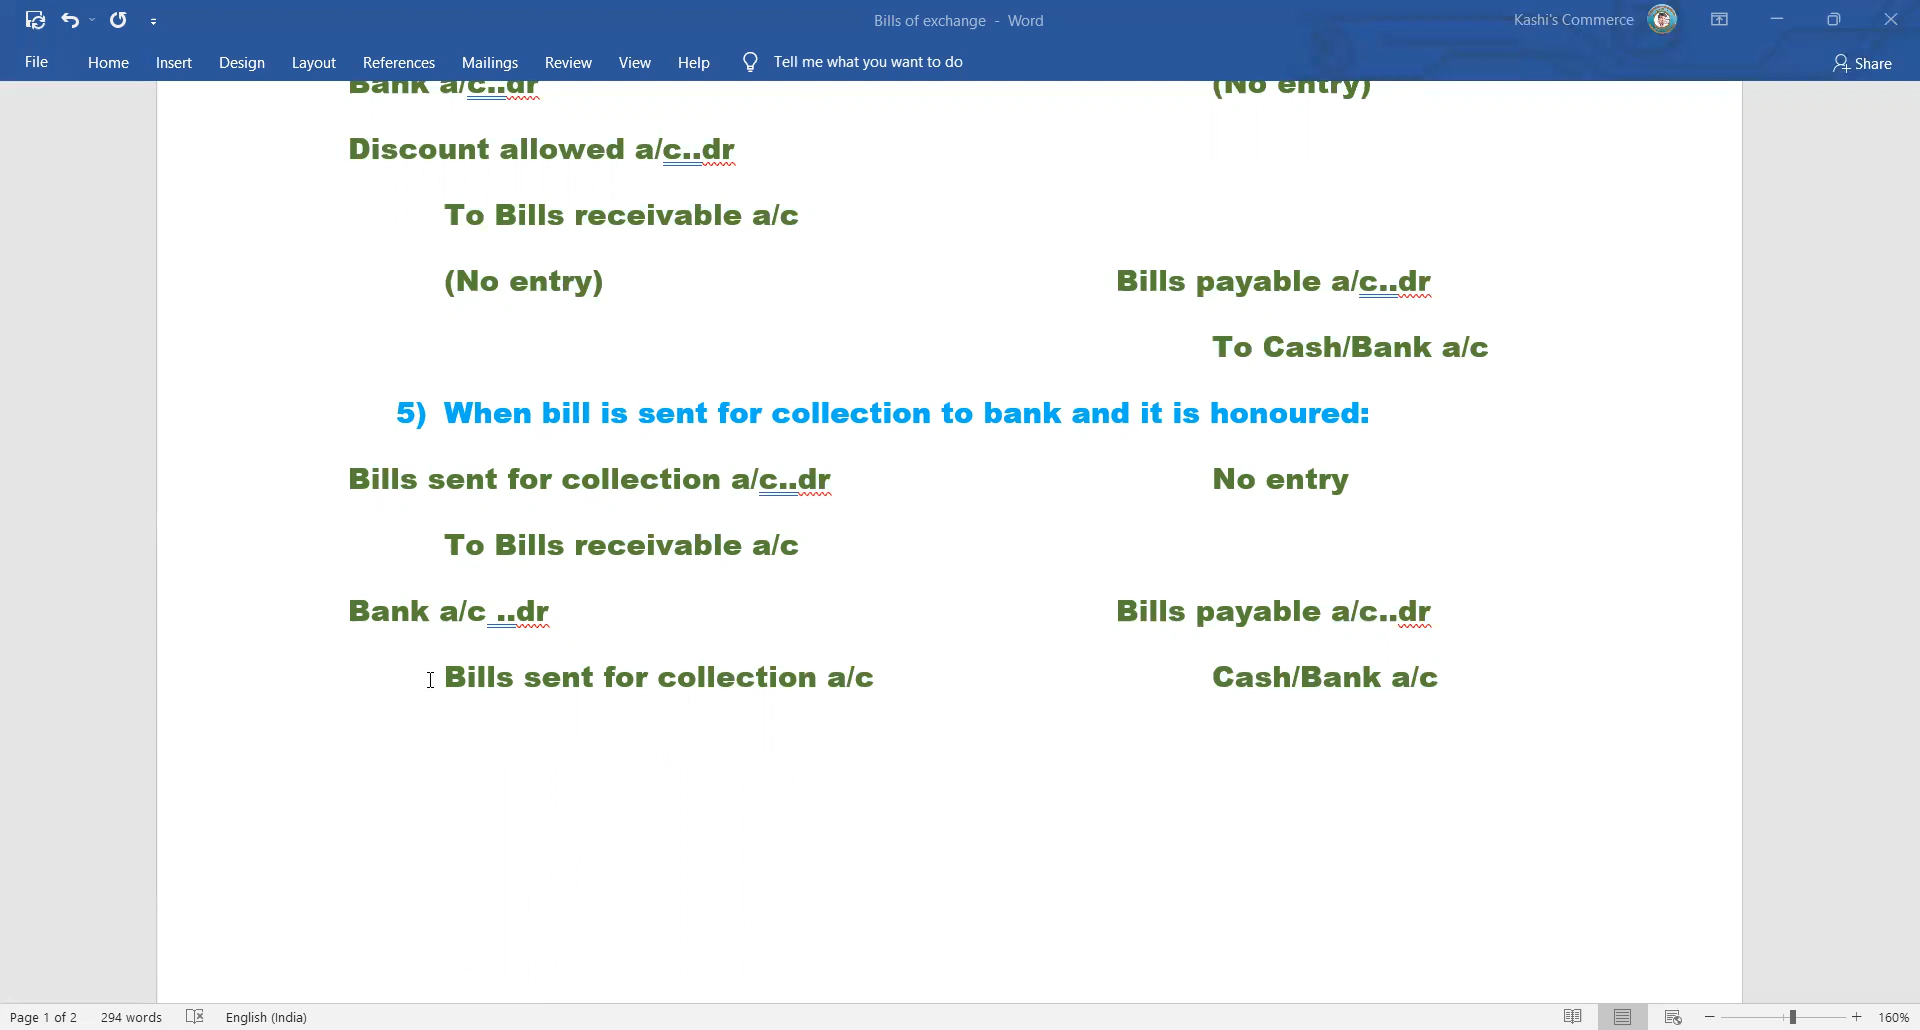 Bills of exchange - Word
Kashi's Commerce
File Home Insert Design Layout References Mailings Review View Help Tell me what you want to do Share
Bank a/c..dr (No entry)
Discount allowed a/c..dr
To Bills receivable a/c
(No entry) Bills payable a/c..dr
To Cash/Bank a/c
5) When bill is sent for collection to bank and it is honoured:
Bills sent for collection a/c..dr No entry
To Bills receivable a/c
Bank a/c ..dr Bills payable a/c..dr
Bills sent for collection a/c Cash/Bank a/c
Page 1 of 2 294 words English (India) 160%